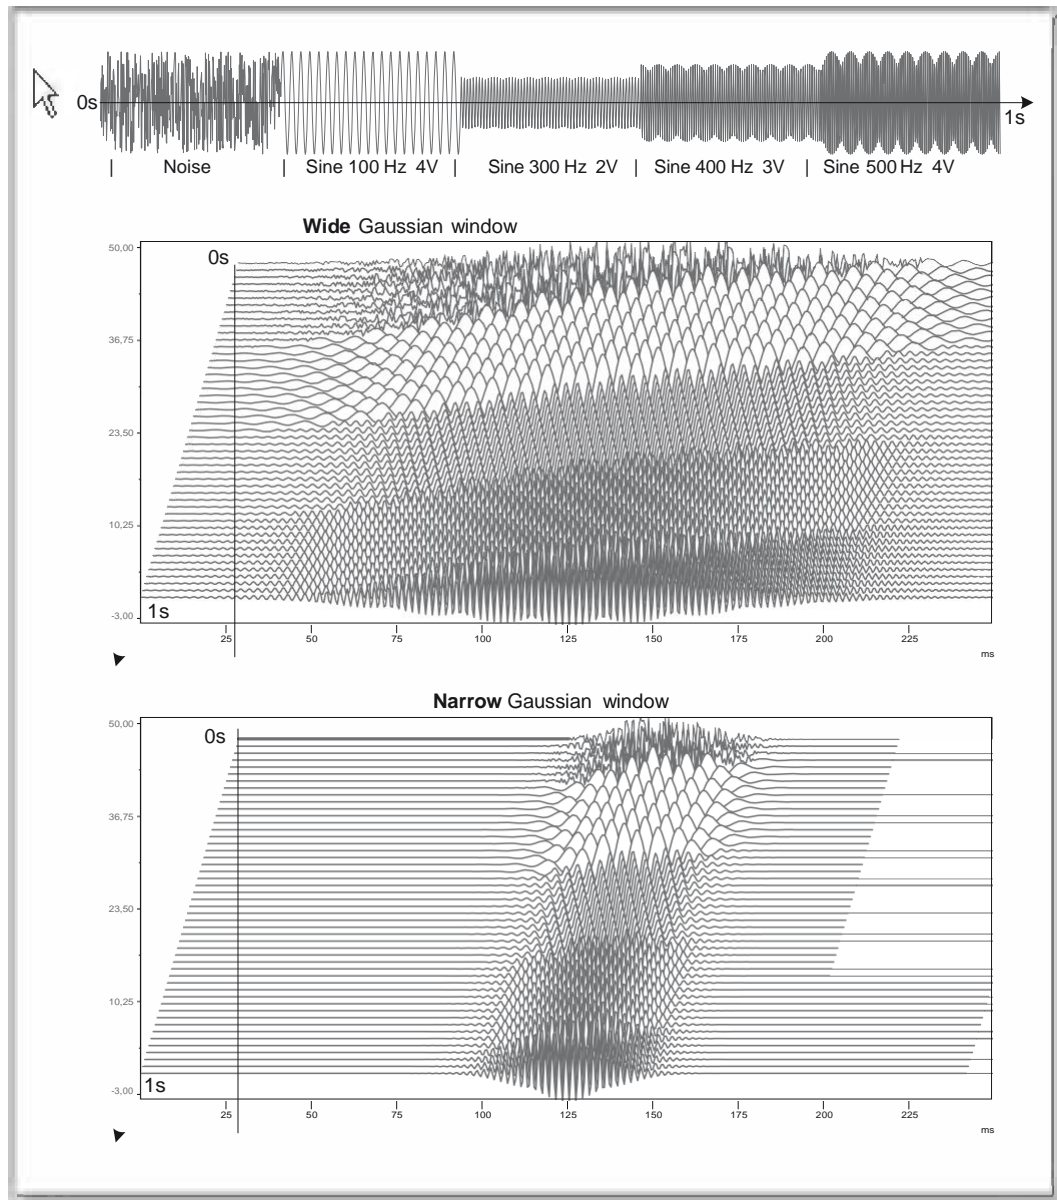 0s
1s
| Noise | Sine 100 Hz 4V | Sine 300 Hz 2V | Sine 400 Hz 3V | Sine 500 Hz 4V
Wide Gaussian window
50,00
0s
36,75
23,50
10,25
1s
-3,00
25 50 75 100 125 150 175 200 225
ms
Narrow Gaussian window
50,00
0s
36,75
23,50
10,25
1s
-3,00
25 50 75 100 125 150 175 200 225
ms